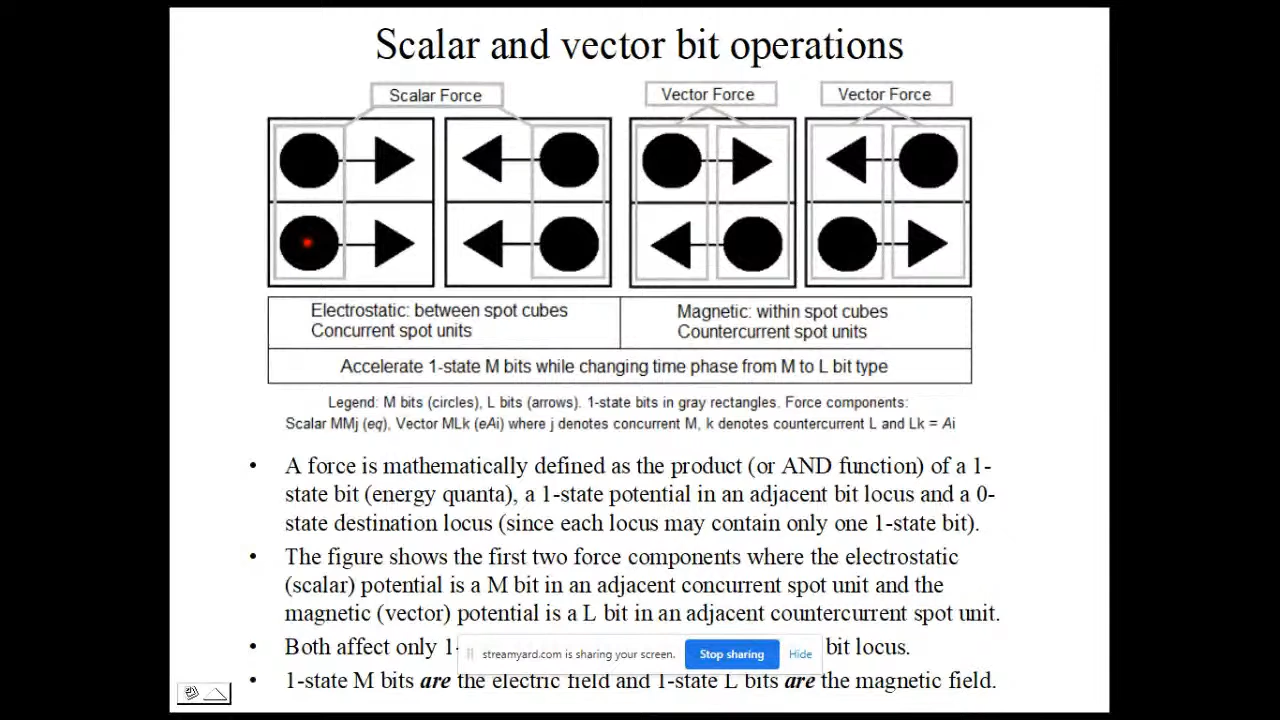 Scalar and vector bit operations
Scalar Force
Vector Force
Vector Force
Electrostatic: between spot cubes
Concurrent spot units
Magnetic: within spot cubes
Countercurrent spot units
Accelerate 1-state M bits while changing time phase from M to L bit type
Legend: M bits (circles), L bits (arrows). 1-state bits in gray rectangles. Force components:
Scalar MMj (eq), Vector MLk (eAi) where j denotes concurrent M, k denotes countercurrent L and Lk = Ai
• A force is mathematically defined as the product (or AND function) of a 1-
state bit (energy quanta), a 1-state potential in an adjacent bit locus and a 0-
state destination locus (since each locus may contain only one 1-state bit).
• The figure shows the first two force components where the electrostatic
(scalar) potential is a M bit in an adjacent concurrent spot unit and the
magnetic (vector) potential is a L bit in an adjacent countercurrent spot unit.
• Both affect only 1- bit locus.
streamyard.com is sharing your screen. Stop sharing Hide
• 1-state M bits are the electric field and 1-state L bits are the magnetic field.